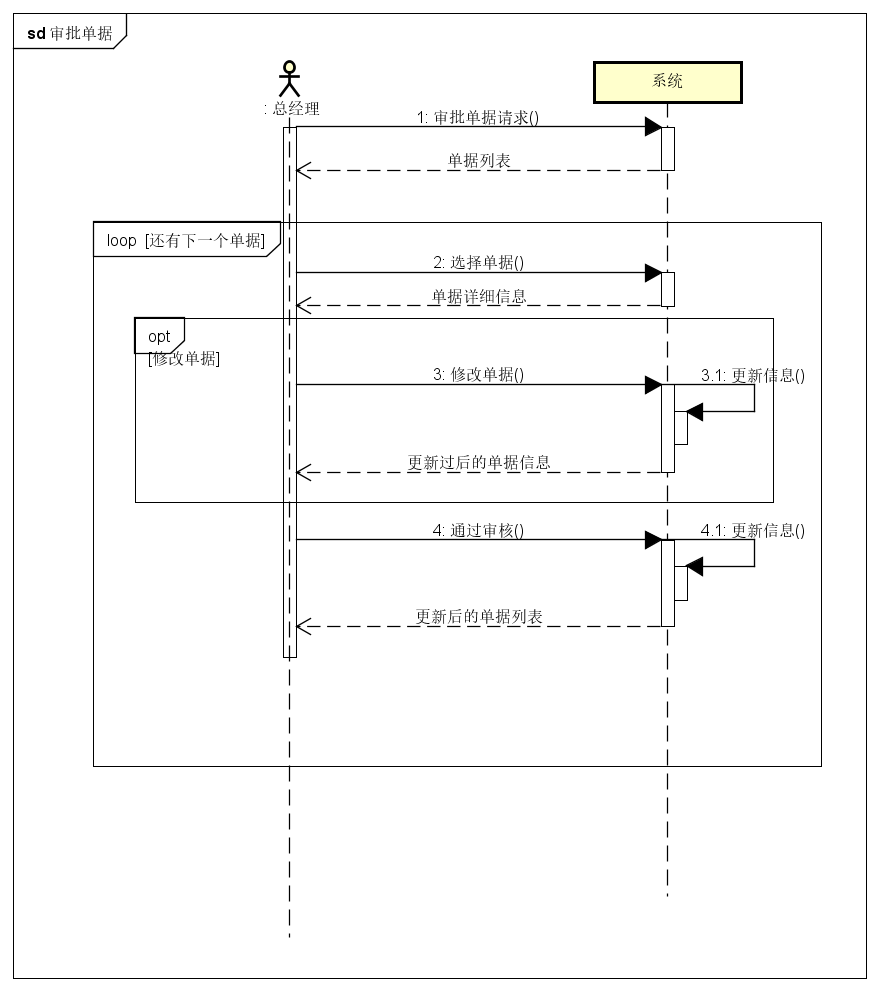 sd 审批单据
系统
: 总经理
1: 审批单据请求()
单据列表
loop [还有下一个单据]
2: 选择单据()
单据详细信息
opt
[修改单据]
3: 修改单据()
3.1: 更新信息()
更新过后的单据信息
4: 通过审核()
4.1: 更新信息()
更新后的单据列表